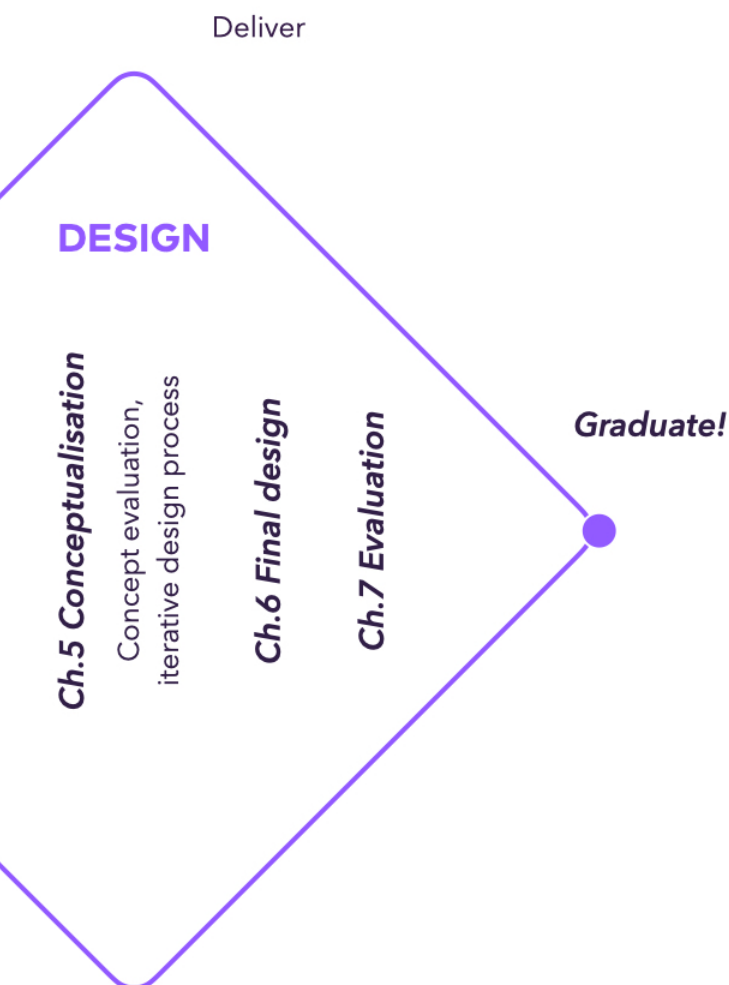 Deliver
DESIGN
Ch.5 Conceptualisation
Concept evaluation,
iterative design process
Ch.6 Final design
Ch.7 Evaluation
Graduate!